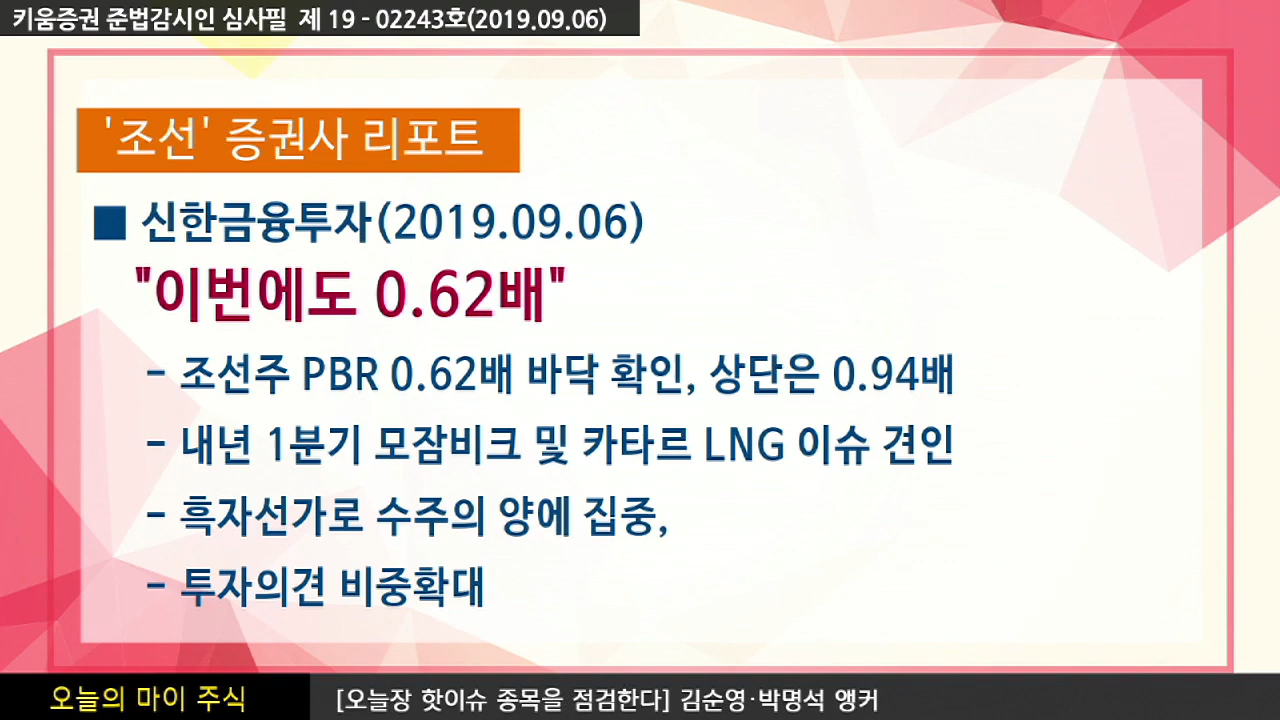 키움증권 준법감시인 심사필 제 19 - 02243호(2019.09.06)
'조선' 증권사 리포트
■ 신한금융투자(2019.09.06)
"이번에도 0.62배"
- 조선주 PBR 0.62배 바닥 확인, 상단은 0.94배
- 내년 1분기 모잠비크 및 카타르 LNG 이슈 견인
- 흑자선가로 수주의 양에 집중,
- 투자의견 비중확대
오늘의 마이 주식
[오늘장 핫이슈 종목을 점검한다] 김순영·박명석 앵커